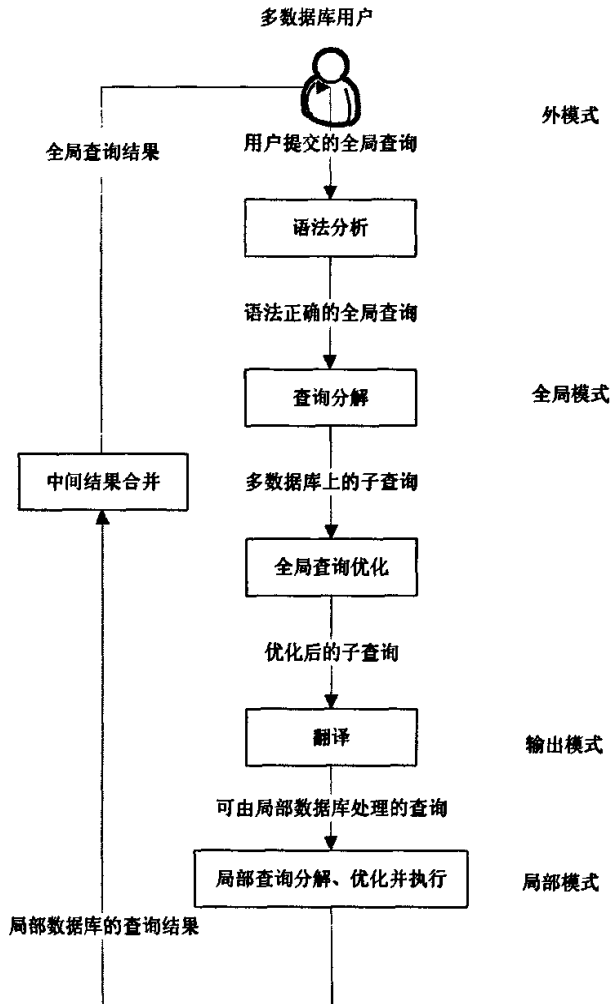 多数据库用户
外模式
用户提交的全局查询
全局查询结果
语法分析
语法正确的全局查询
查询分解
全局模式
中间结果合并
多数据库上的子查询
全局查询优化
优化后的子查询
翻译
输出模式
可由局部数据库处理的查询
局部查询分解、优化并执行
局部模式
局部数据库的查询结果